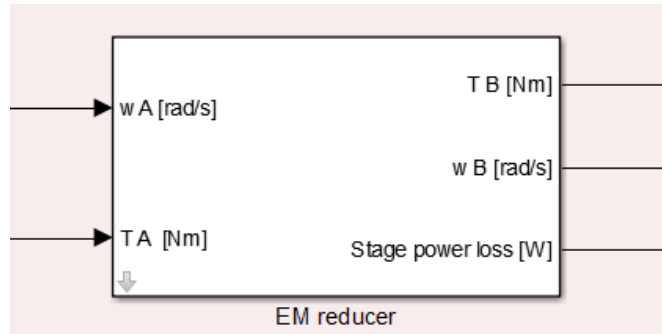 T B [Nm]
w A [rad/s]
w B [rad/s]
T A [Nm]
Stage power loss [W]
EM reducer